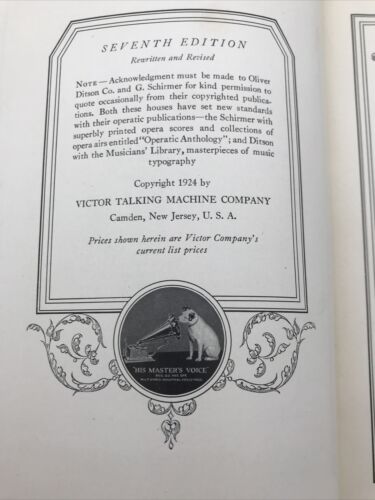 SEVENTH EDITION
Rewritten and Revised
NOTE—Acknowledgment must be made to Oliver
Ditson Co. and G. Schirmer for kind permission to
quote occasionally from their copyrighted publica-
tions. Both these houses have set new standards
with their operatic publications—the Schirmer with
superbly printed opera scores and collections of
opera airs entitled "Operatic Anthology"; and Ditson
with the Musicians' Library, masterpieces of music
typography
Copyright 1924 by
VICTOR TALKING MACHINE COMPANY
Camden, New Jersey, U. S. A.
Prices shown herein are Victor Company's
current list prices
"HIS MASTER'S VOICE"
REG. U.S. PAT. OFF.